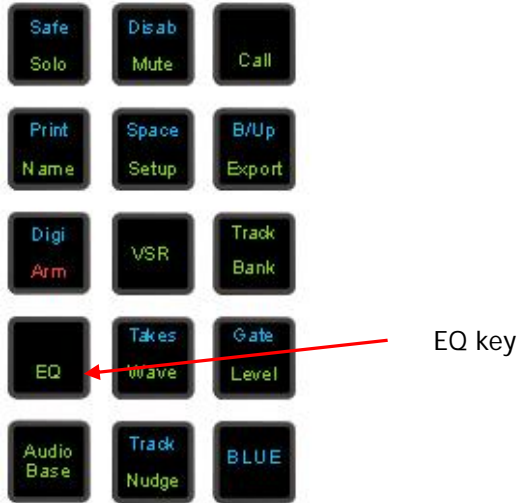 Safe Disab
Solo Mute Call
Print Space B/Up
Name Setup Export
Digi Track
Arm VSR Bank
Takes Gate
EQ Wave Level
EQ key
Audio Track
Base Nudge BLUE